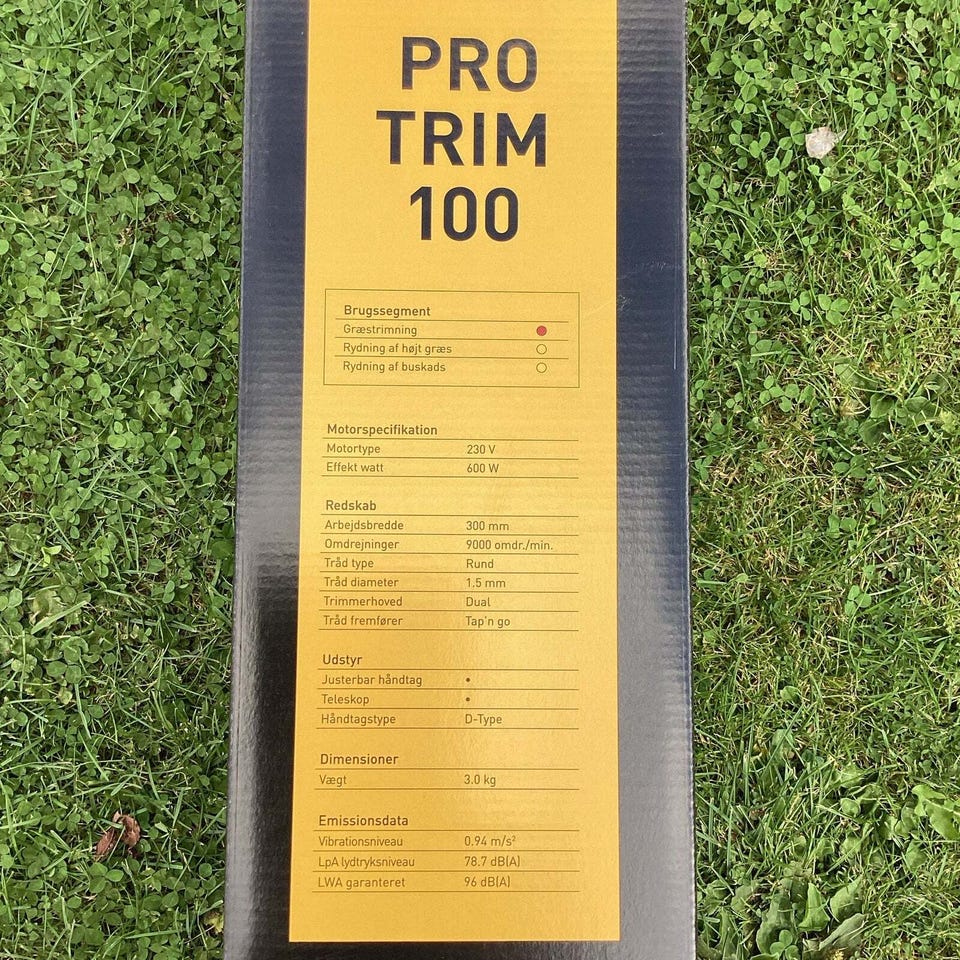 PRO
TRIM
100
Brugssegment
Græstrimning
Rydning af højt græs
Rydning af buskads
Motorspecifikation
Motortype 230 V
Effekt watt 600 W
Redskab
Arbejdsbredde 300 mm
Omdrejninger 9000 omdr./min.
Tråd type Rund
Tråd diameter 1,5 mm
Trimmerhoved Dual
Tråd fremfører Tap'n go
Udstyr
Justerbar håndtag •
Teleskop •
Håndtagstype D-Type
Dimensioner
Vægt 3.0 kg
Emissionsdata
Vibrationsniveau 0.94 m/s²
LpA lydtryksniveau 78.7 dB(A)
LWA garanteret 96 dB(A)